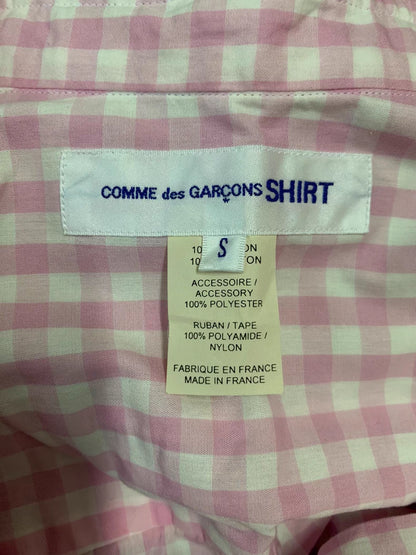 COMME des GARÇONS SHIRT
S
ACCESSOIRE /
ACCESSORY
100% POLYESTER
RUBAN / TAPE
100% POLYAMIDE /
NYLON
FABRIQUE EN FRANCE
MADE IN FRANCE